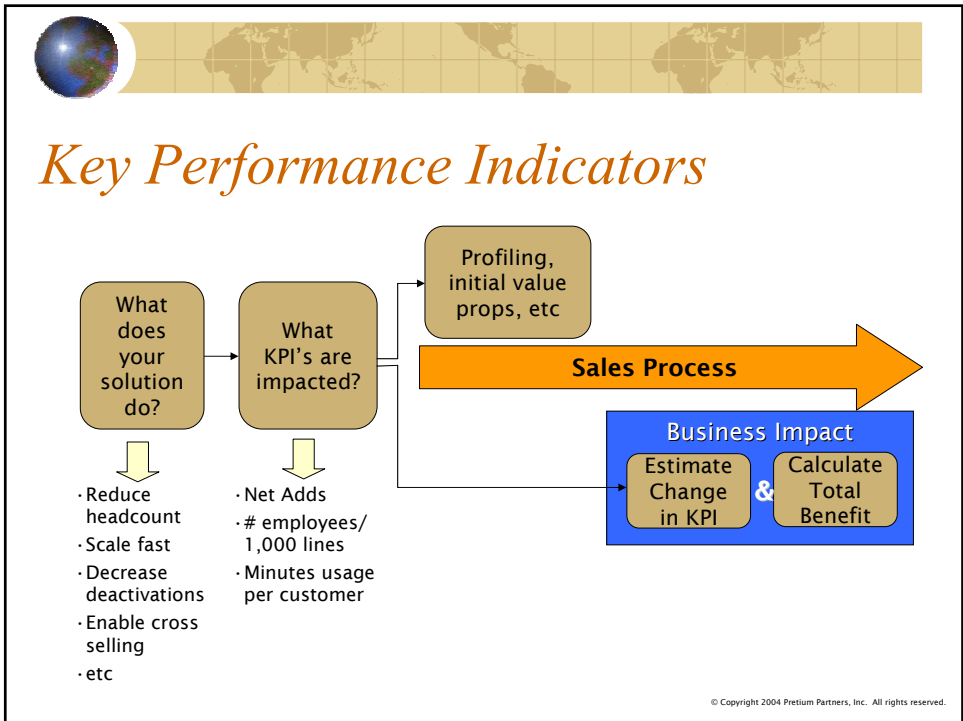 Key Performance Indicators
What
does
your
solution
do?
What
KPI's are
impacted?
Profiling,
initial value
props, etc
Sales Process
Business Impact
Estimate
Change
in KPI
&
Calculate
Total
Benefit
· Reduce
headcount
· Scale fast
· Decrease
deactivations
· Enable cross
selling
· etc
· Net Adds
· # employees/
1,000 lines
· Minutes usage
per customer
© Copyright 2004 Pretium Partners, Inc. All rights reserved.